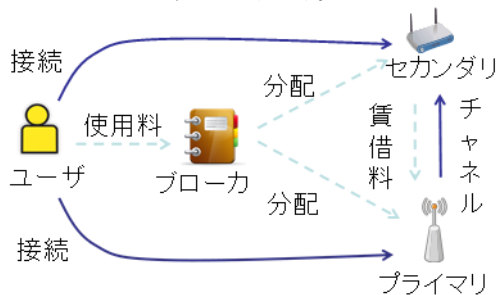 接続
セカンダリ
分配
使用料
賃借料
チャネル
ユーザ
ブローカ
分配
接続
プライマリ